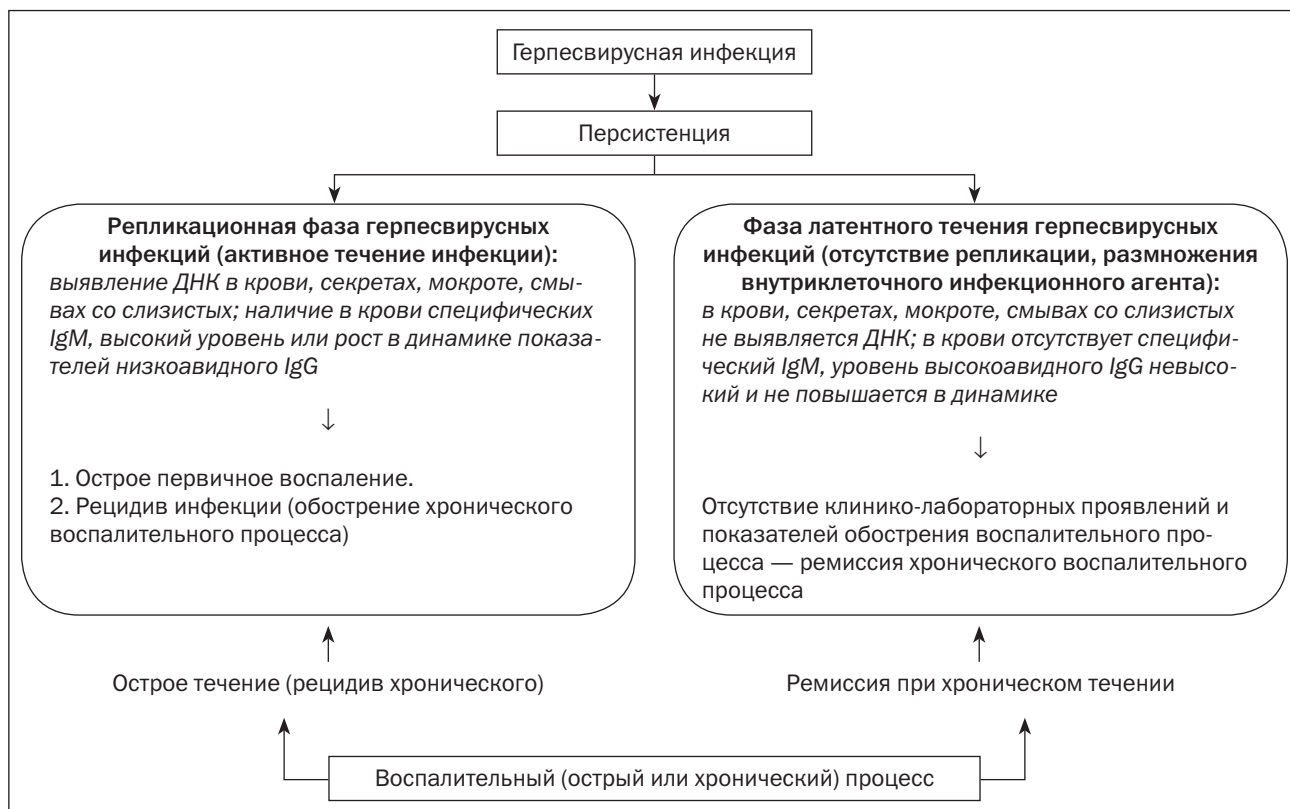 Герпесвирусная инфекция
Персистенция
Репликационная фаза герпесвирусных
инфекций (активное течение инфекции):
выявление ДНК в крови, секретах, мокроте, смы-
вах со слизистых; наличие в крови специфических
IgM, высокий уровень или рост в динамике показа-
телей низкоавидного IgG
↓
1. Острое первичное воспаление.
2. Рецидив инфекции (обострение хронического
воспалительного процесса)
Фаза латентного течения герпесвирусных
инфекций (отсутствие репликации, размножения
внутриклеточного инфекционного агента):
в крови, секретах, мокроте, смывах со слизистых
не выявляется ДНК; в крови отсутствует специфи-
ческий IgM, уровень высокоавидного IgG невысо-
кий и не повышается в динамике
↓
Отсутствие клинико-лабораторных проявлений и
показателей обострения воспалительного про-
цесса — ремиссия хронического воспалительного
процесса
Острое течение (рецидив хронического)
Ремиссия при хроническом течении
Воспалительный (острый или хронический) процесс